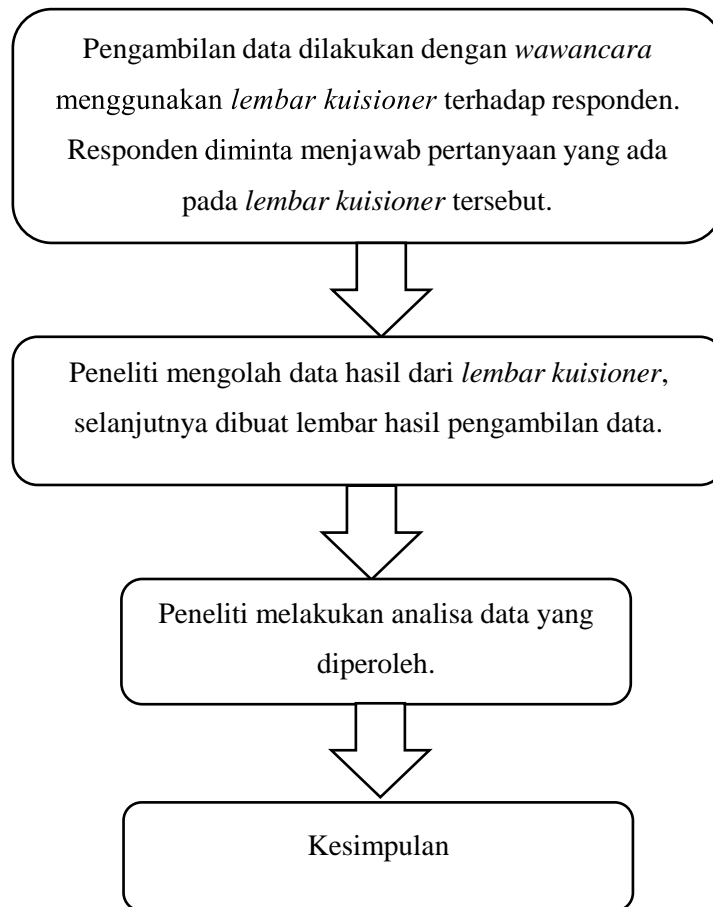 Pengambilan data dilakukan dengan wawancara
menggunakan lembar kuisioner terhadap responden.
Responden diminta menjawab pertanyaan yang ada
pada lembar kuisioner tersebut.
Peneliti mengolah data hasil dari lembar kuisioner,
selanjutnya dibuat lembar hasil pengambilan data.
Peneliti melakukan analisa data yang
diperoleh.
Kesimpulan